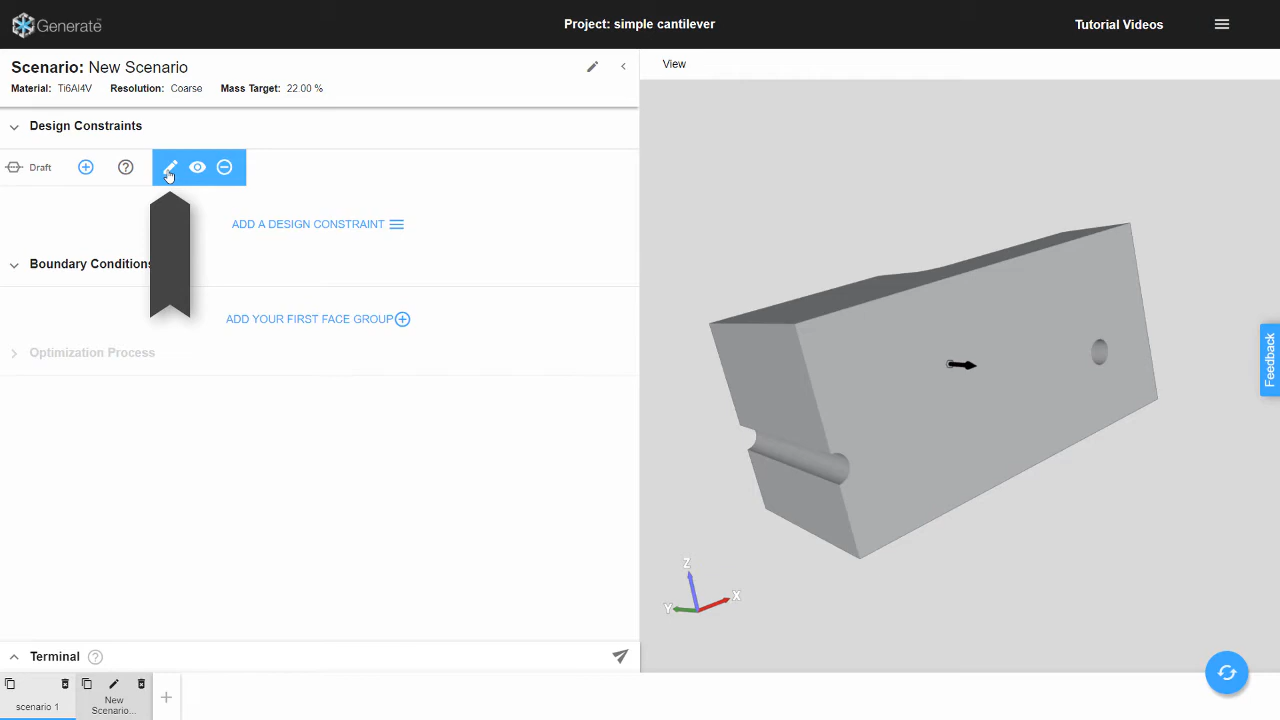 Generate
Project: simple cantilever
Tutorial Videos
Scenario: New Scenario
Material: Ti6Al4V Resolution: Coarse Mass Target: 22.00 %
View
Design Constraints
Draft
ADD A DESIGN CONSTRAINT
Boundary Conditions
ADD YOUR FIRST FACE GROUP
Optimization Process
Feedback
Z
Y
X
Terminal
scenario 1
New
Scenario...